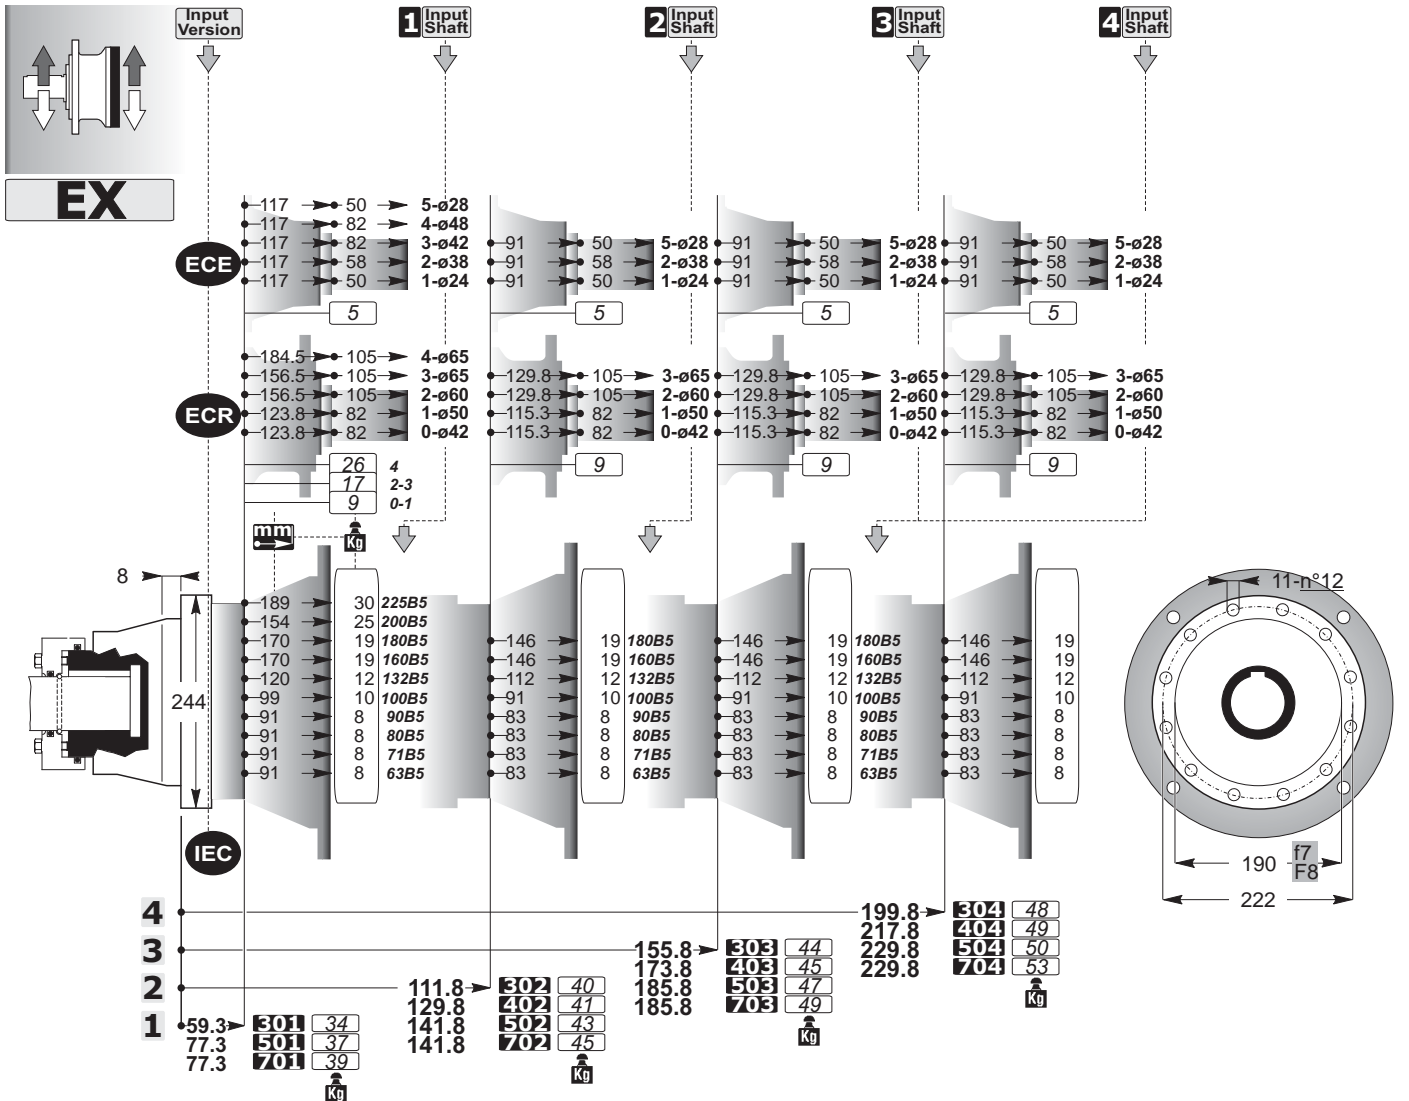 Input Version
1 Input Shaft
2 Input Shaft
3 Input Shaft
4 Input Shaft
EX
117 50 5-ø28
117 82 4-ø48
ECE
117 82 3-ø42 91 50 5-ø28 91 50 5-ø28 91 50 5-ø28
117 58 2-ø38 91 58 2-ø38 91 58 2-ø38 91 58 2-ø38
117 50 1-ø24 91 50 1-ø24 91 50 1-ø24 91 50 1-ø24
5 5 5 5
184.5 105 4-ø65
156.5 105 3-ø65 129.8 105 3-ø65 129.8 105 3-ø65 129.8 105 3-ø65
156.5 105 2-ø60 129.8 105 2-ø60 129.8 105 2-ø60 129.8 105 2-ø60
ECR
123.8 82 1-ø50 115.3 82 1-ø50 115.3 82 1-ø50 115.3 82 1-ø50
123.8 82 0-ø42 115.3 82 0-ø42 115.3 82 0-ø42 115.3 82 0-ø42
26 4 9 9 9
17 2-3
9 0-1
mm Kg
8
189 30 225B5
154 25 200B5
170 19 180B5 146 19 180B5 146 19 180B5 146 19
170 19 160B5 146 19 160B5 146 19 160B5 146 19
120 12 132B5 112 12 132B5 112 12 132B5 112 12
99 10 100B5 91 10 100B5 91 10 100B5 91 10
91 8 90B5 83 8 90B5 83 8 90B5 83 8
91 8 80B5 83 8 80B5 83 8 80B5 83 8
91 8 71B5 83 8 71B5 83 8 71B5 83 8
91 8 63B5 83 8 63B5 83 8 63B5 83 8
244
IEC
11-n°12
190 f7 F8
222
4 199.8 304 48
217.8 404 49
229.8 504 50
229.8 704 53
Kg
3 155.8 303 44
173.8 403 45
185.8 503 47
185.8 703 49
Kg
2 111.8 302 40
129.8 402 41
141.8 502 43
141.8 702 45
Kg
1 59.3 301 34
77.3 501 37
77.3 701 39
Kg